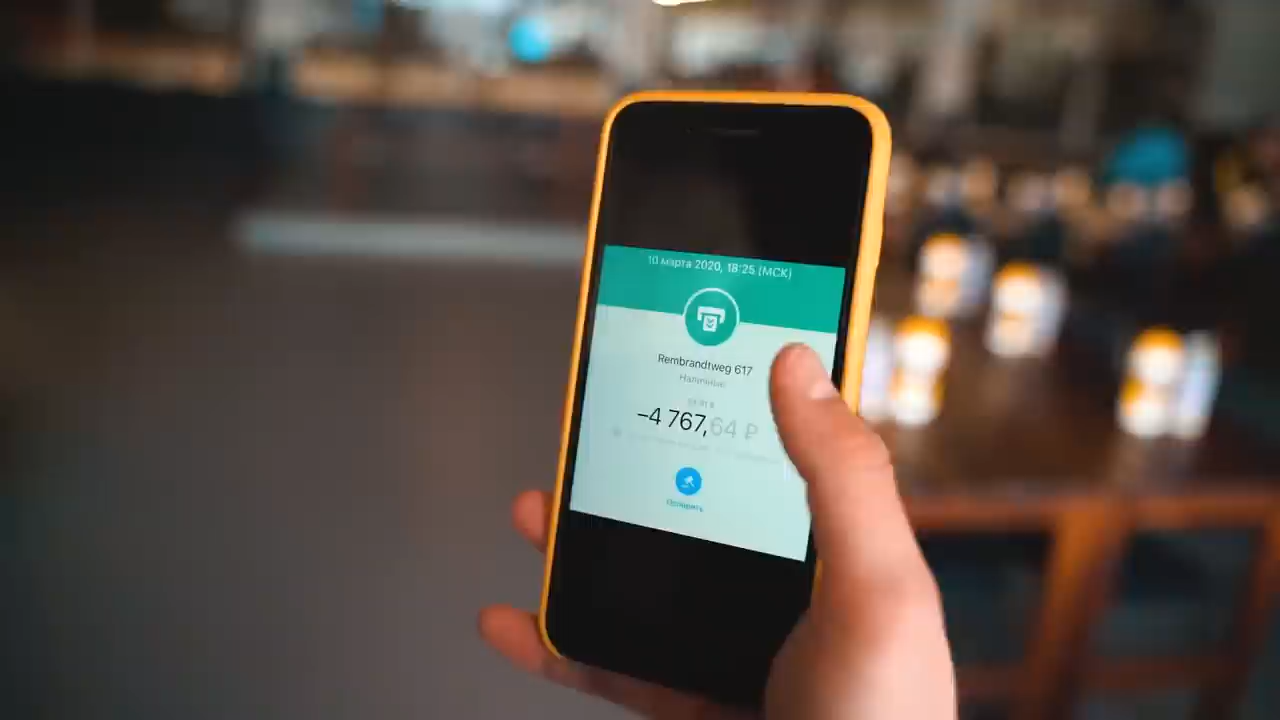 10 марта 2020, 18:25 (МСК)
Rembrandtweg 617
Наличные
–4 767,64 ₽
Оспорить